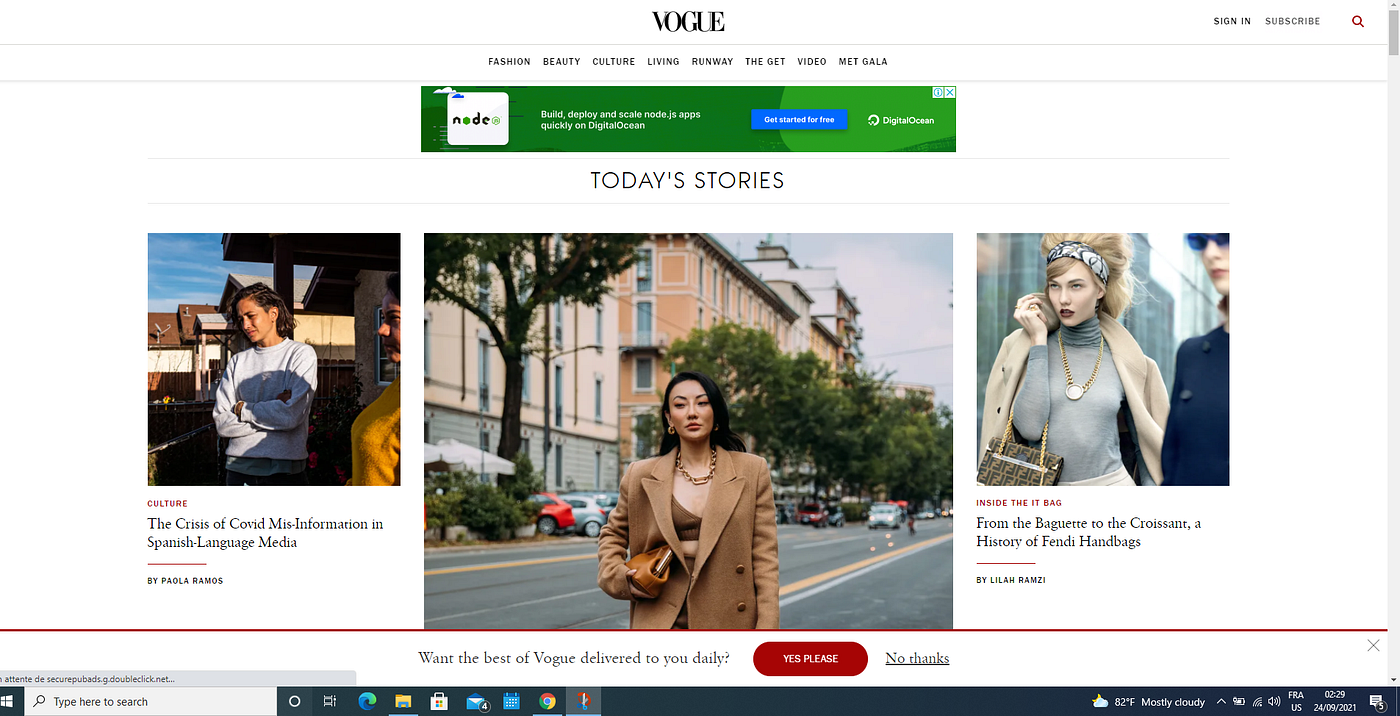 VOGUE
SIGN IN SUBSCRIBE
FASHION BEAUTY CULTURE LIVING RUNWAY THE GET VIDEO MET GALA
node
JS
Build, deploy and scale node.js apps
quickly on DigitalOcean
Get started for free
DigitalOcean
TODAY'S STORIES
CULTURE
The Crisis of Covid Mis-Information in
Spanish-Language Media
BY PAOLA RAMOS
INSIDE THE IT BAG
From the Baguette to the Croissant, a
History of Fendi Handbags
BY LILAH RAMZI
Want the best of Vogue delivered to you daily?
YES PLEASE
No thanks
n attente de securepubads.g.doubleclick.net...
Type here to search
4
82°F Mostly cloudy
FRA
US
02:29
24/09/2021
5